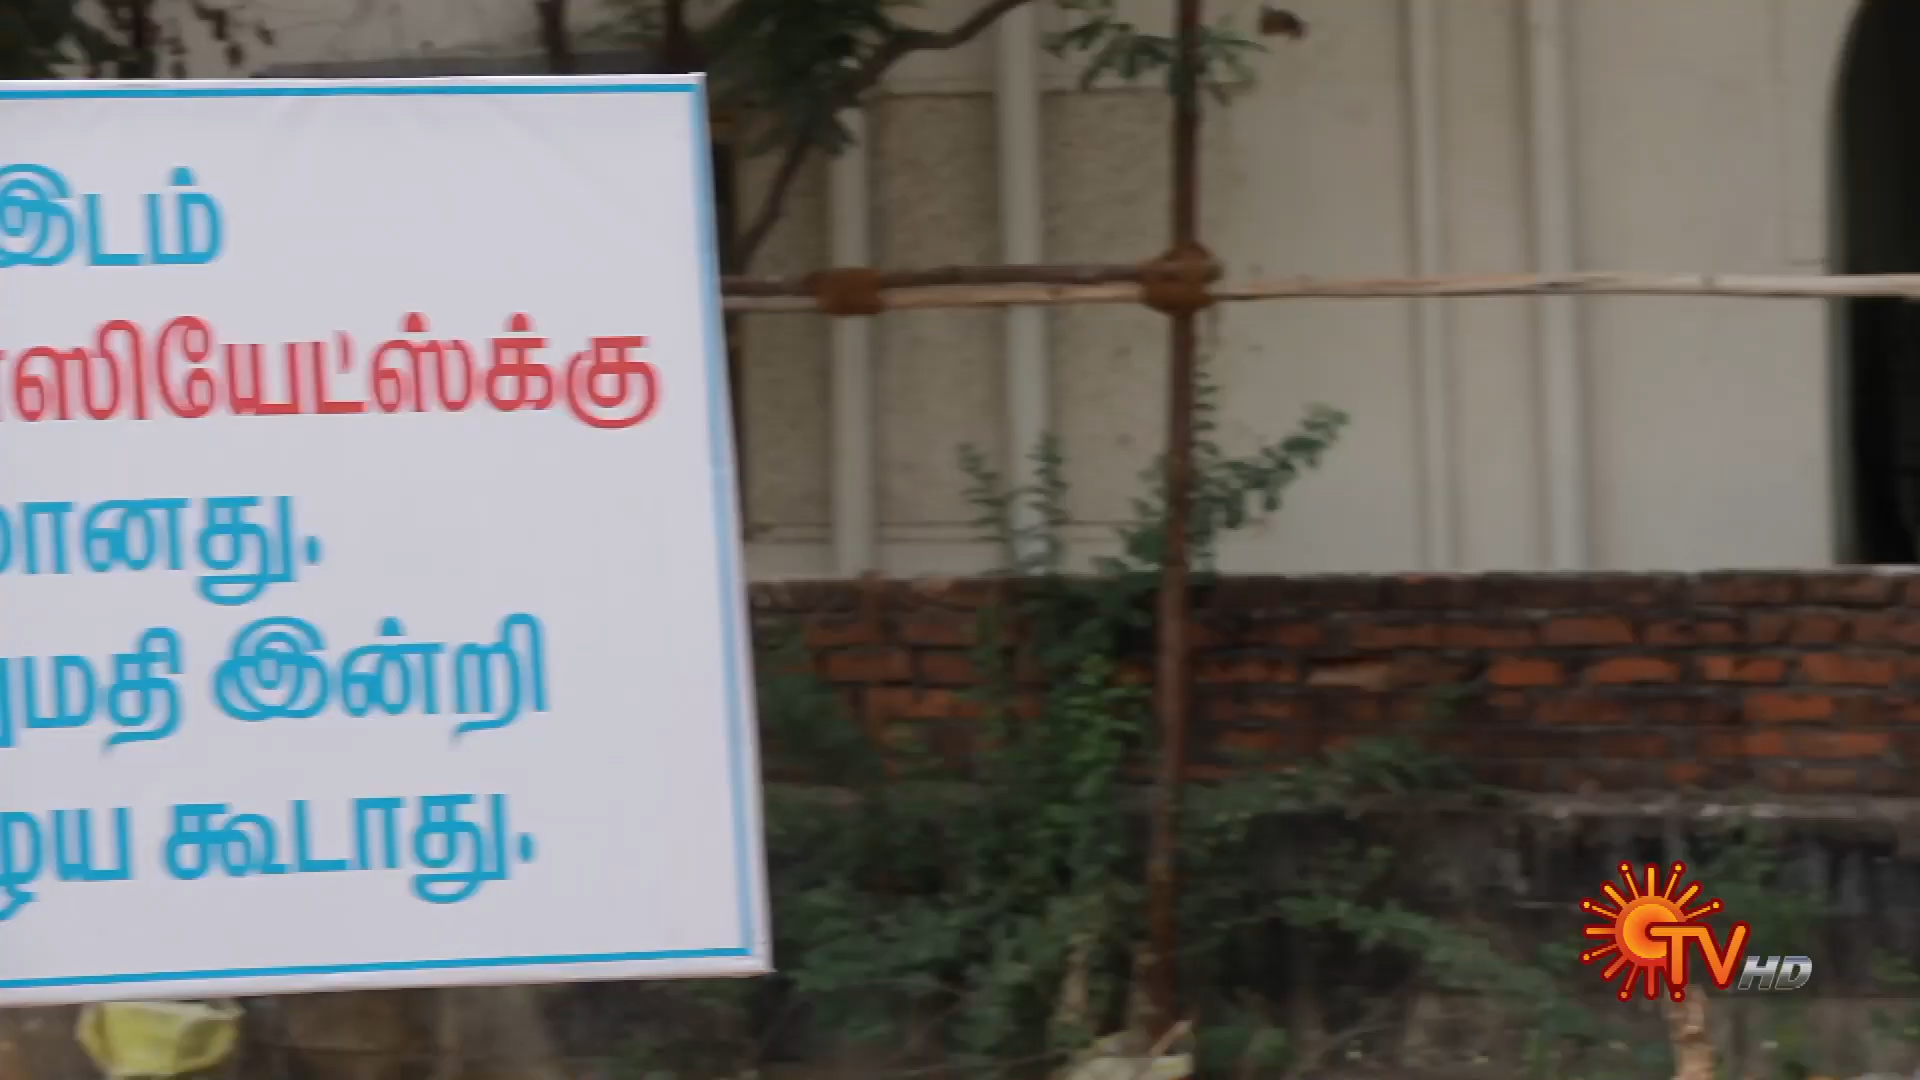 இடம்
ஸியேட்ஸ்க்கு
மானது.
மதி இன்றி
ழைய கூடாது.
TV HD